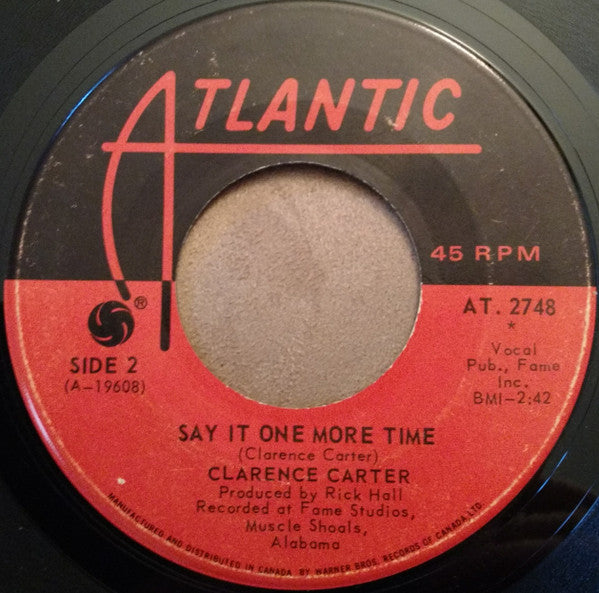 ATLANTIC
45 RPM
®
AT. 2748
*
SIDE 2
(A-19608)
Vocal
Pub., Fame
Inc.
BMI-2:42
SAY IT ONE MORE TIME
(Clarence Carter)
CLARENCE CARTER
Produced by Rick Hall
Recorded at Fame Studios,
Muscle Shoals,
Alabama
MANUFACTURED AND DISTRIBUTED IN CANADA BY WARNER BROS. RECORDS OF CANADA LTD.